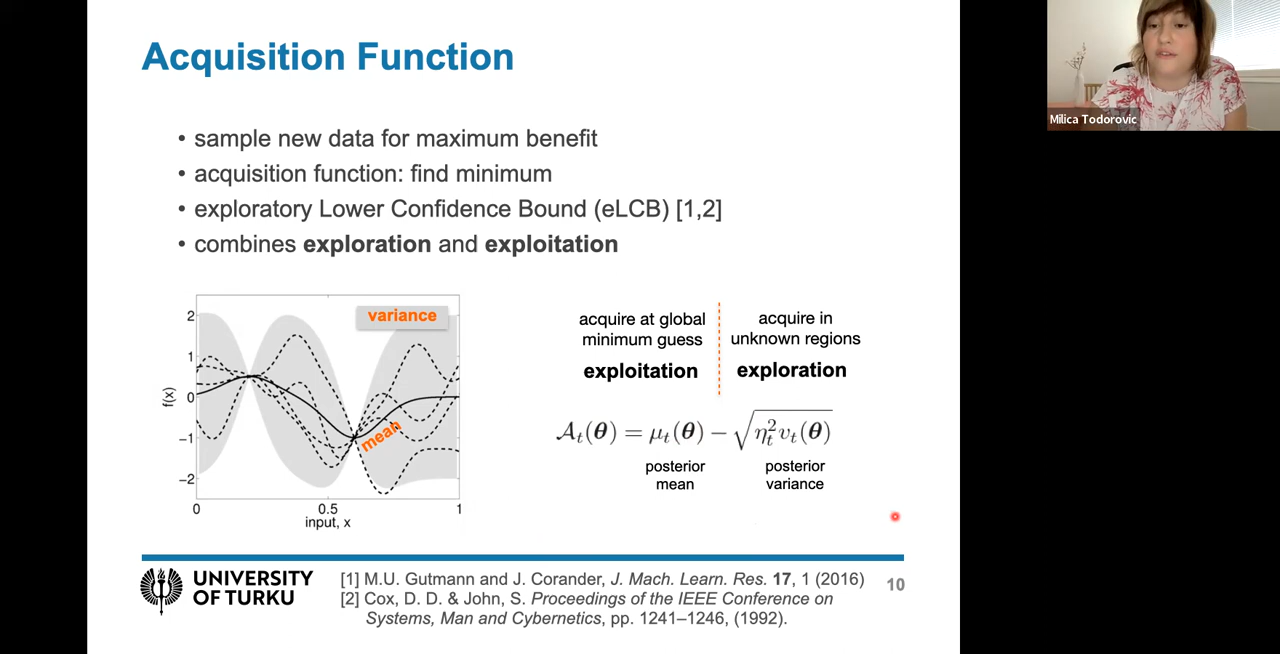 Acquisition Function
• sample new data for maximum benefit
• acquisition function: find minimum
• exploratory Lower Confidence Bound (eLCB) [1,2]
• combines exploration and exploitation
variance
mean
2
1
0
−1
−2
f(x)
0
0.5
1
input, x
acquire at global
minimum guess
exploitation
acquire in
unknown regions
exploration
𝒜ₜ(θ) = μₜ(θ) − √(ηₜ²vₜ(θ))
posterior
mean
posterior
variance
UNIVERSITY
OF TURKU
[1] M.U. Gutmann and J. Corander, J. Mach. Learn. Res. 17, 1 (2016)
[2] Cox, D. D. & John, S. Proceedings of the IEEE Conference on
Systems, Man and Cybernetics, pp. 1241–1246, (1992).
10
Milica Todorovic